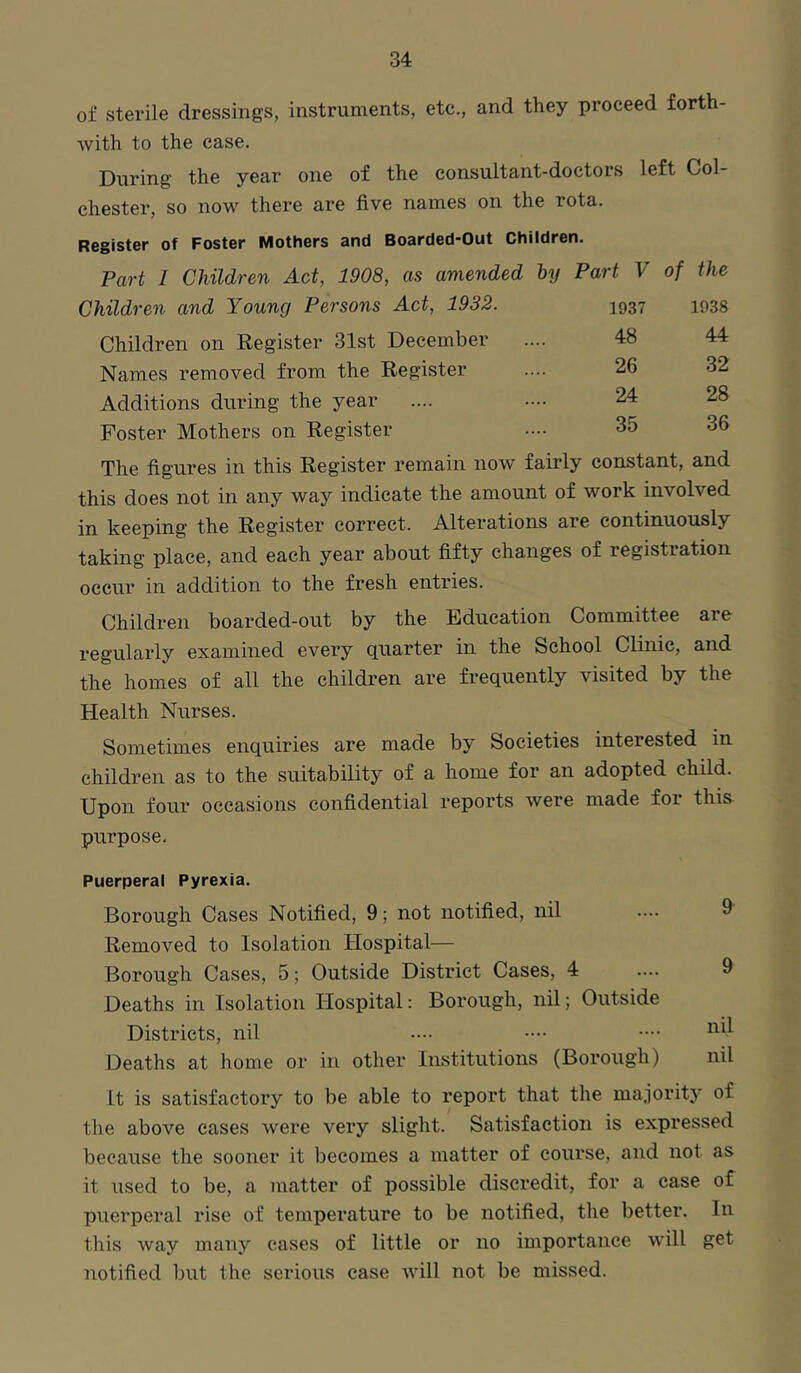 34
of sterile dressings, instruments, etc., and they proceed forth-
with to the case.
During the year one of the consultant-doctors left Col-
chester, so now there are five names on the rota.
Register of Foster Mothers and Boarded-Out Children.
Part I Children Act, 1908, as amended by Part V of the
Children and Young Persons Act, 1932. 1937 1938
Children on Register 31st December .... 48 44
Names removed from the Register .... 26 32
Additions during the year .... .... 24 28
Foster Mothers on Register .... 35 36
The figures in this Register remain now fairly constant, and
this does not in any way indicate the amount of work involved
in keeping the Register correct. Alterations are continuously
taking place, and each year about fifty changes of registration
occur in addition to the fresh entries.
Children boarded-out by the Education Committee are
regularly examined every quarter in the School Clinic, and
the homes of all the children are frequently visited by the
Health Nurses.
Sometimes enquiries are made by Societies interested in
children as to the suitability of a home for an adopted child.
Upon four occasions confidential reports were made for this
purpose.
Puerperal Pyrexia.
Borough Cases Notified, 9; not notified, nil .... 9
Removed to Isolation Hospital—
Borough Cases, 5; Outside District Cases, 4 .... 9
Deaths in Isolation Hospital: Borough, nil; Outside
Districts, nil .... .... .... nil
Deaths at home or in other Institutions (Borough) nil
It is satisfactory to be able to report that the majority of
the above cases were very slight. Satisfaction is expressed
because the sooner it becomes a matter of course, and not as
it used to be, a matter of possible discredit, for a case of
puerperal rise of temperature to be notified, the better. In
this way many cases of little or no importance will get
notified but the serious case will not be missed.